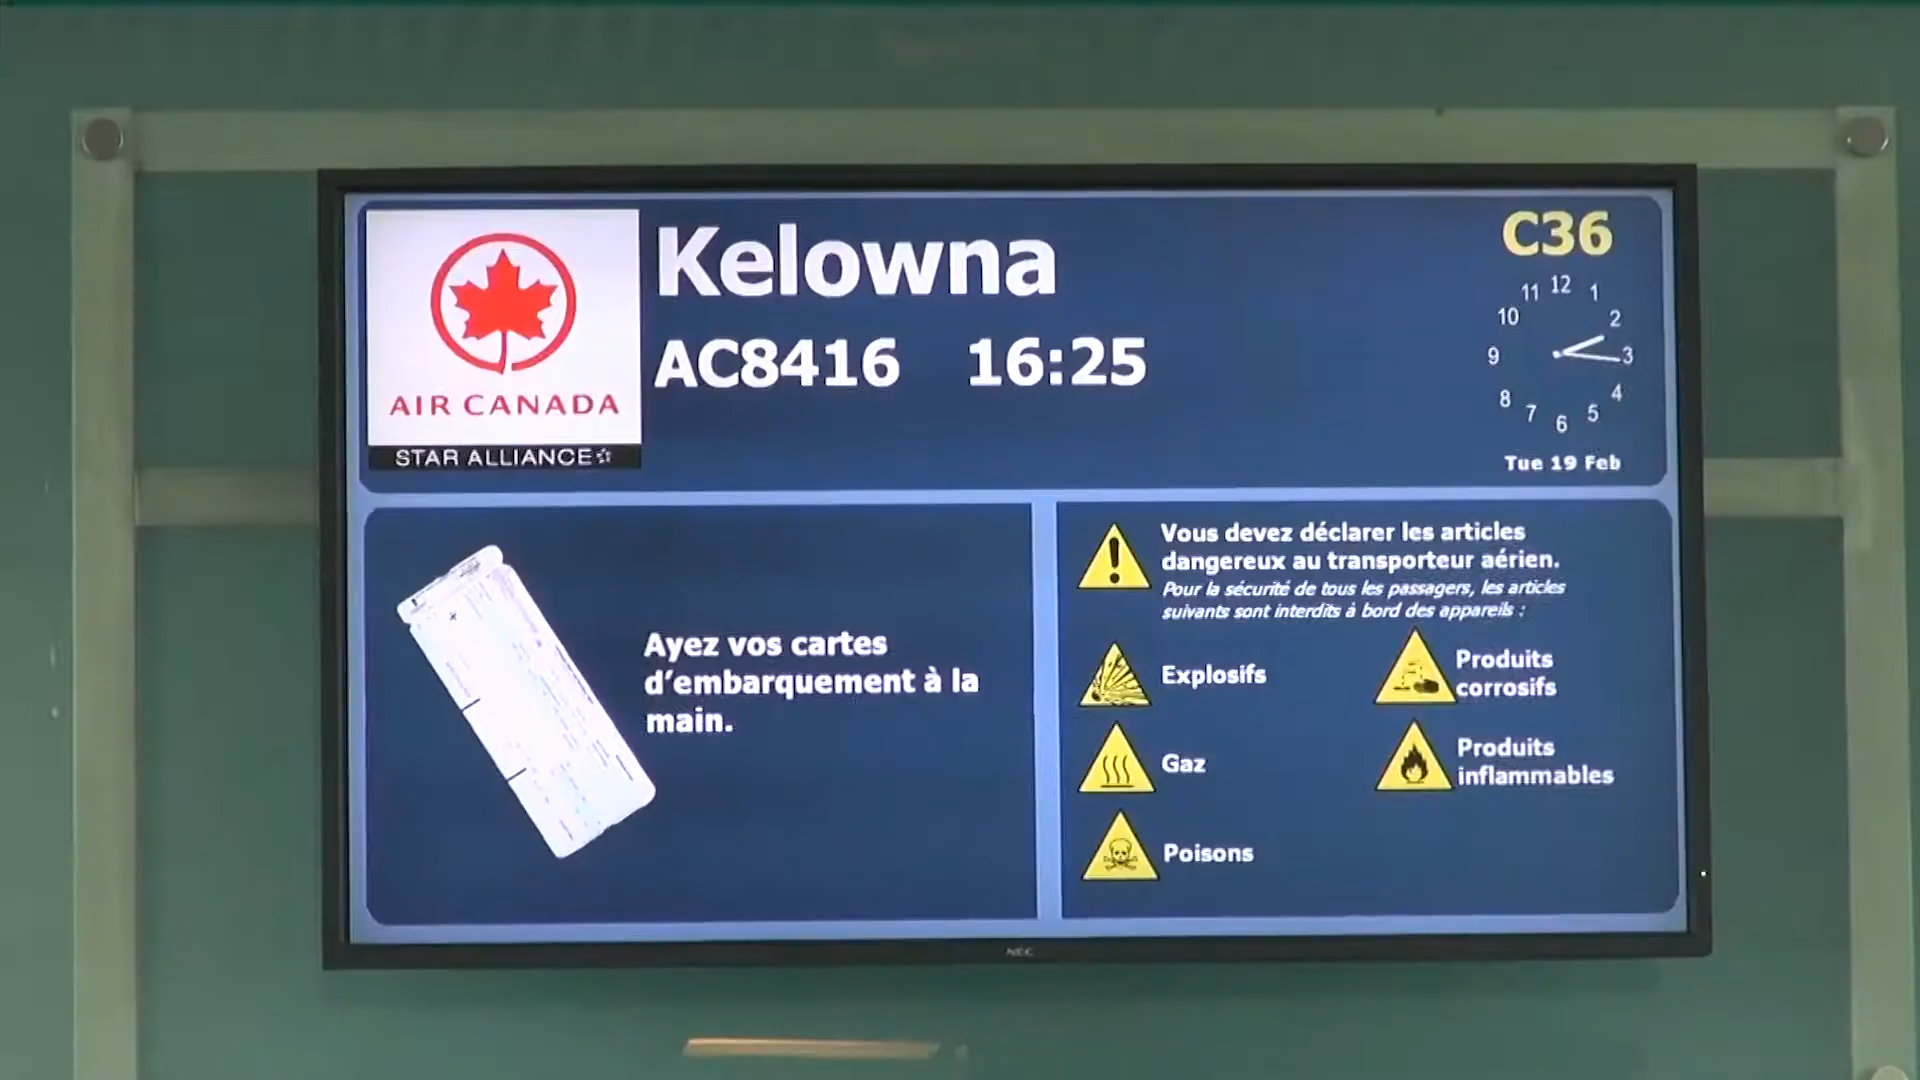 Kelowna
C36
AC8416 16:25
AIR CANADA
STAR ALLIANCE
12
11
1
10
2
9
3
8
4
7
5
6
Tue 19 Feb
Ayez vos cartes
d'embarquement à la
main.
Vous devez déclarer les articles
dangereux au transporteur aérien.
Pour la sécurité de tous les passagers, les articles
suivants sont interdits à bord des appareils :
Explosifs
Produits
corrosifs
Gaz
Produits
inflammables
Poisons
NEC